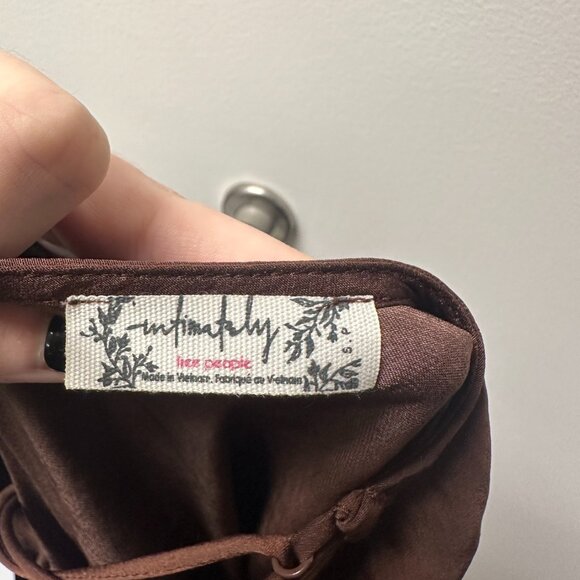 intimately
free people
Made in Vietnam. Fabriqué au Vietnam
S P